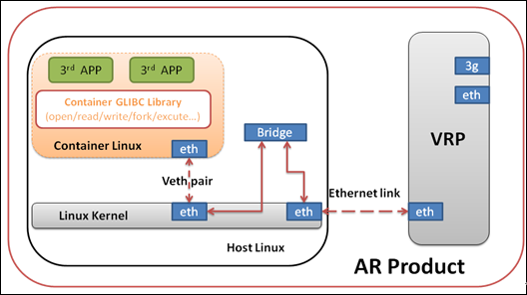 3rd APP
3rd APP
Container GLIBC Library
(open/read/write/fork/excute…)
Container Linux
eth
Veth pair
Bridge
Linux Kernel
eth
eth
Host Linux
Ethernet link
3g
eth
VRP
eth
AR Product